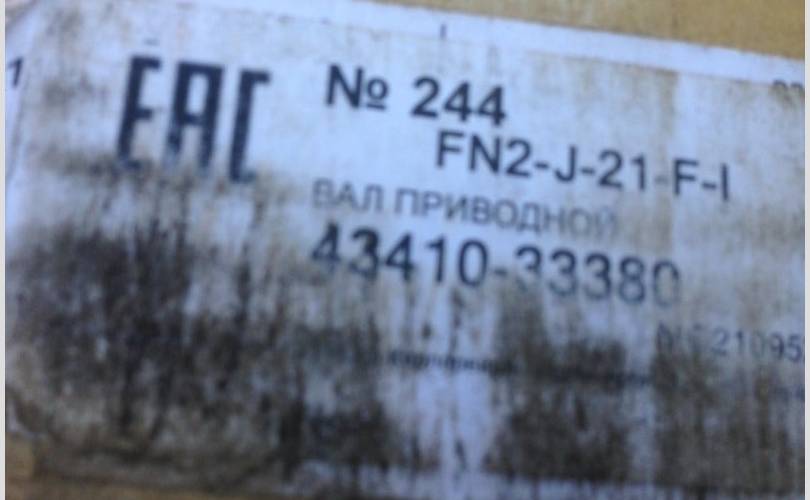 EAC
№ 244
FN2-J-21-F-I
ВАЛ ПРИВОДНОЙ
43410-33380